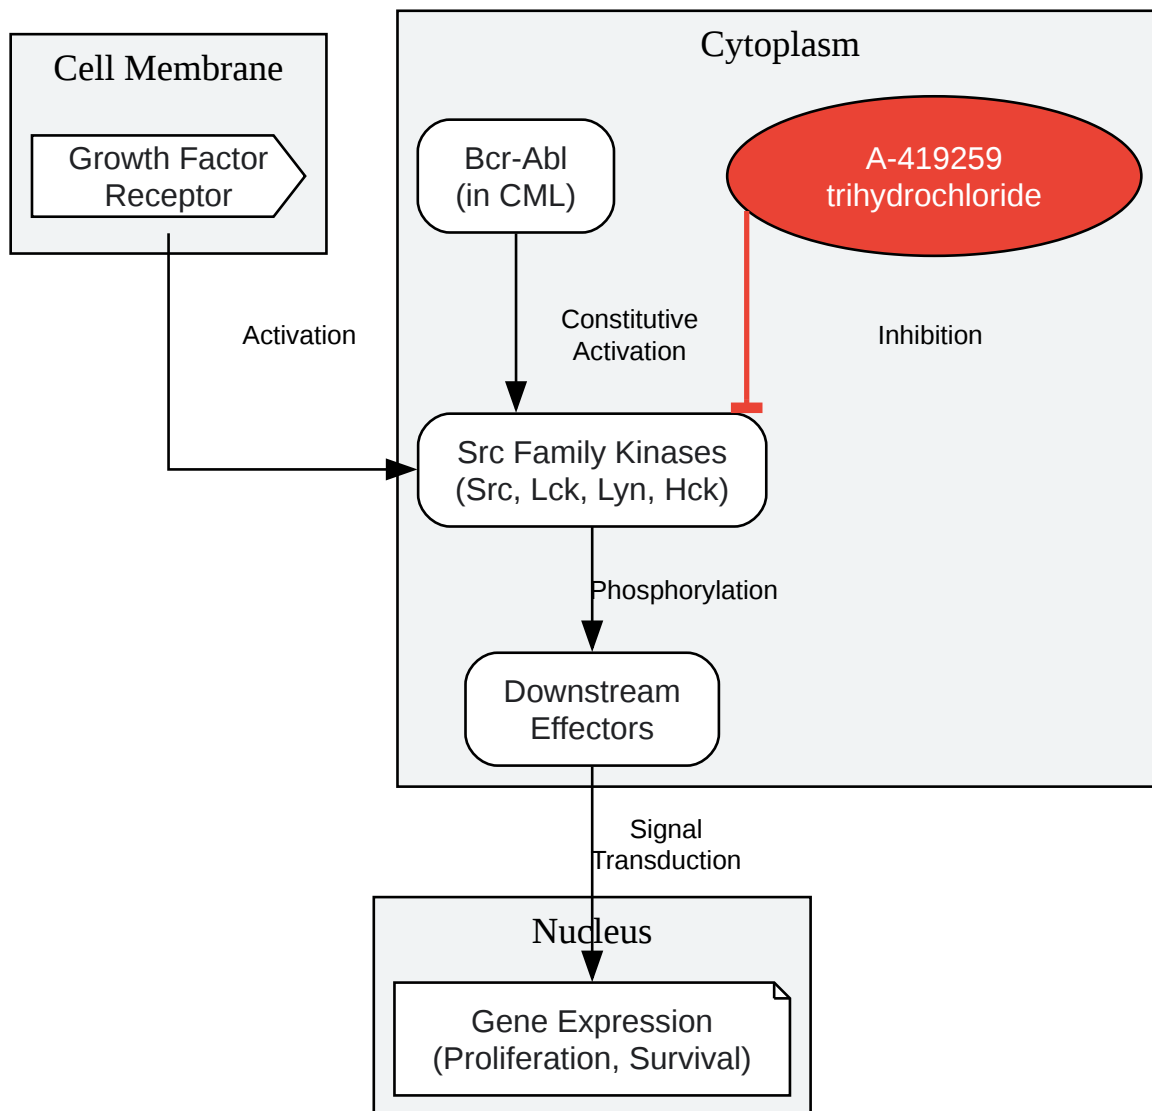 Cell Membrane
Growth Factor
Receptor
Cytoplasm
Bcr-Abl
(in CML)
A-419259
trihydrochloride
Activation
Constitutive
Activation
Inhibition
Src Family Kinases
(Src, Lck, Lyn, Hck)
Phosphorylation
Downstream
Effectors
Signal
Transduction
Nucleus
Gene Expression
(Proliferation, Survival)